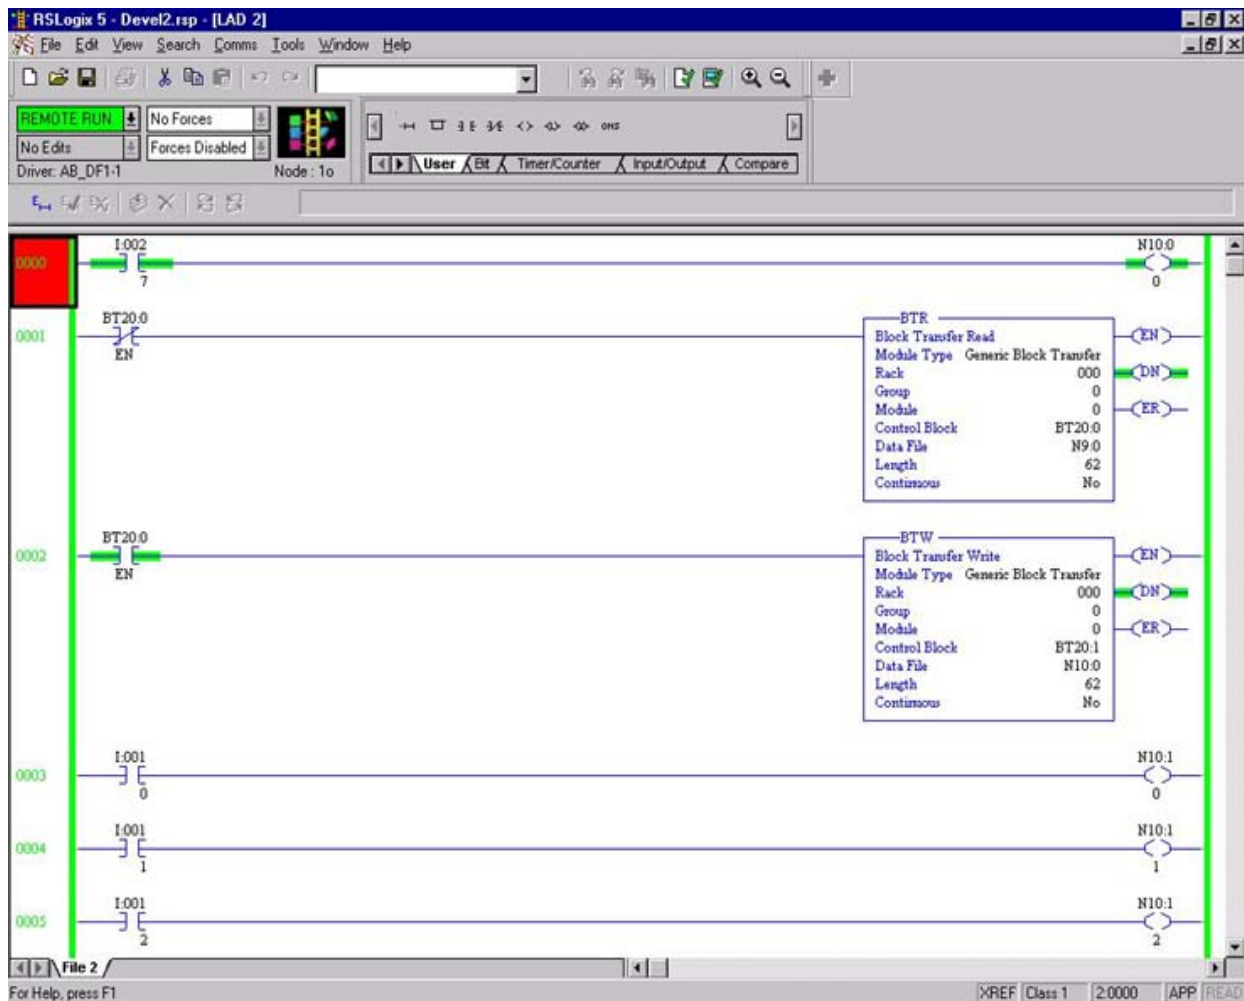 RSLogix 5 - Devel2.rsp - [LAD 2]
File Edit View Search Comms Tools Window Help
REMOTE RUN No Forces
No Edits Forces Disabled
Driver: AB_DF1-1 Node : 1o
User Bit Timer/Counter Input/Output Compare
0000 I:002 7 N10:0 0
0001 BT20:0 EN
BTR
Block Transfer Read EN
Module Type Generic Block Transfer
Rack 000 DN
Group 0
Module 0 ER
Control Block BT20:0
Data File N9:0
Length 62
Continuous No
0002 BT20:0 EN
BTW
Block Transfer Write EN
Module Type Generic Block Transfer
Rack 000 DN
Group 0
Module 0 ER
Control Block BT20:1
Data File N10:0
Length 62
Continuous No
0003 I:001 0 N10:1 0
0004 I:001 1 N10:1 1
0005 I:001 2 N10:1 2
File 2
For Help, press F1 XREF Class 1 2:0000 APP READ